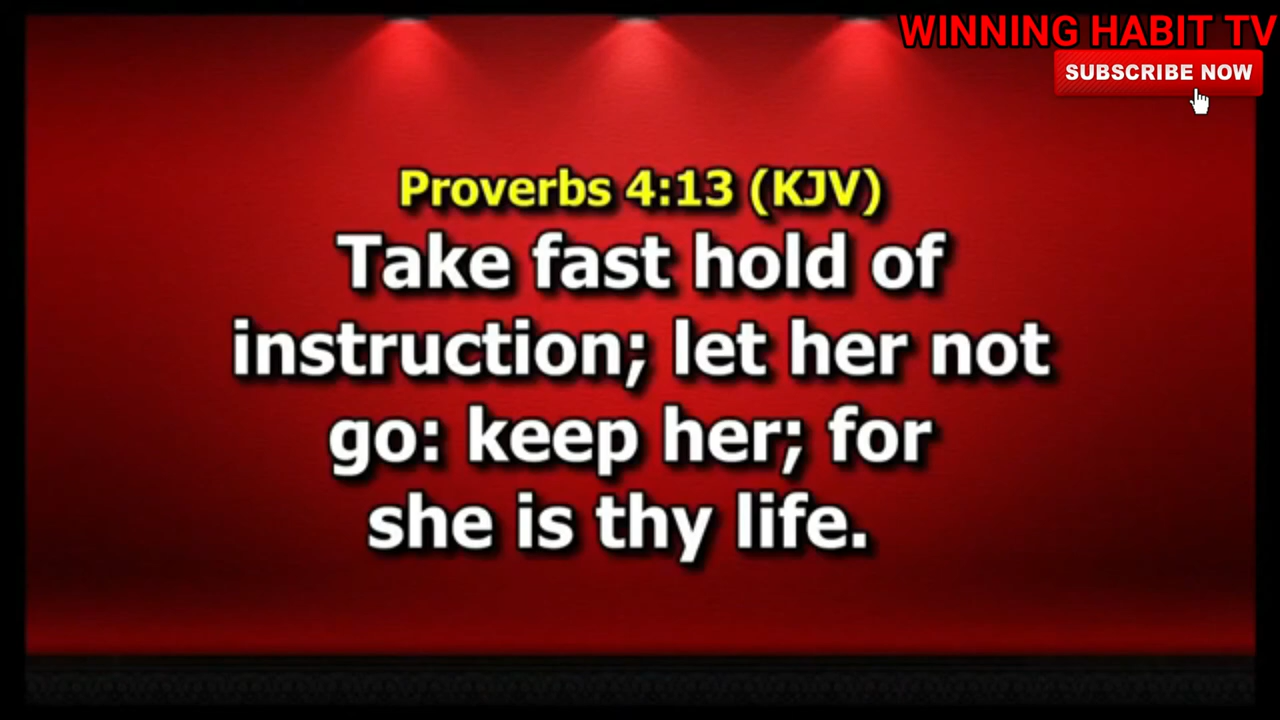 WINNING HABIT TV
SUBSCRIBE NOW
Proverbs 4:13 (KJV)
Take fast hold of
instruction; let her not
go: keep her; for
she is thy life.